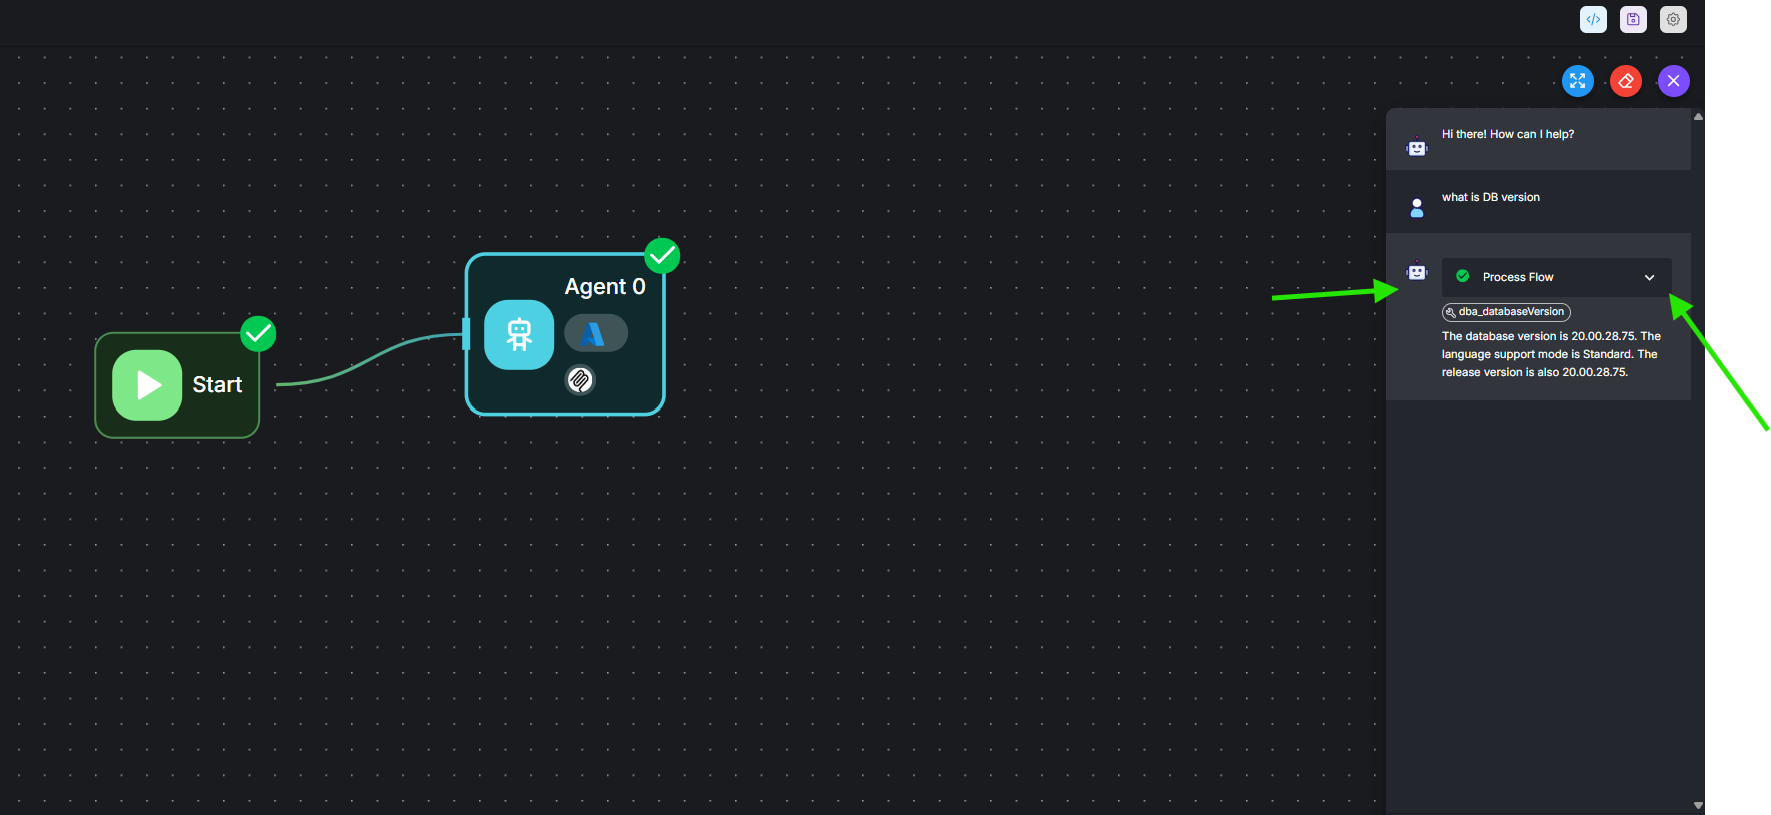 Hi there! How can I help?
what is DB version
Process Flow
dba_databaseVersion
The database version is 20.00.28.75. The
language support mode is Standard. The
release version is also 20.00.28.75.
Agent 0
Start